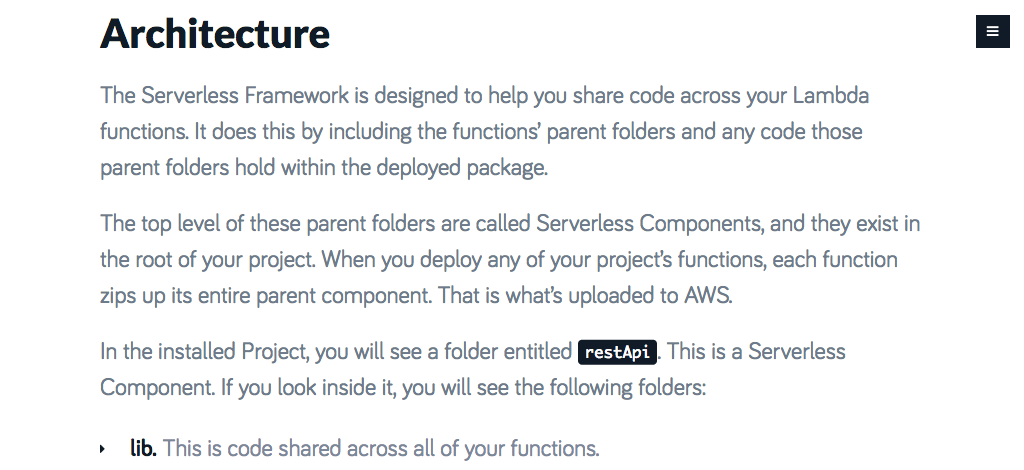 Architecture
The Serverless Framework is designed to help you share code across your Lambda
functions. It does this by including the functions’ parent folders and any code those
parent folders hold within the deployed package.
The top level of these parent folders are called Serverless Components, and they exist in
the root of your project. When you deploy any of your project’s functions, each function
zips up its entire parent component. That is what’s uploaded to AWS.
In the installed Project, you will see a folder entitled restApi. This is a Serverless
Component. If you look inside it, you will see the following folders:
lib. This is code shared across all of your functions.